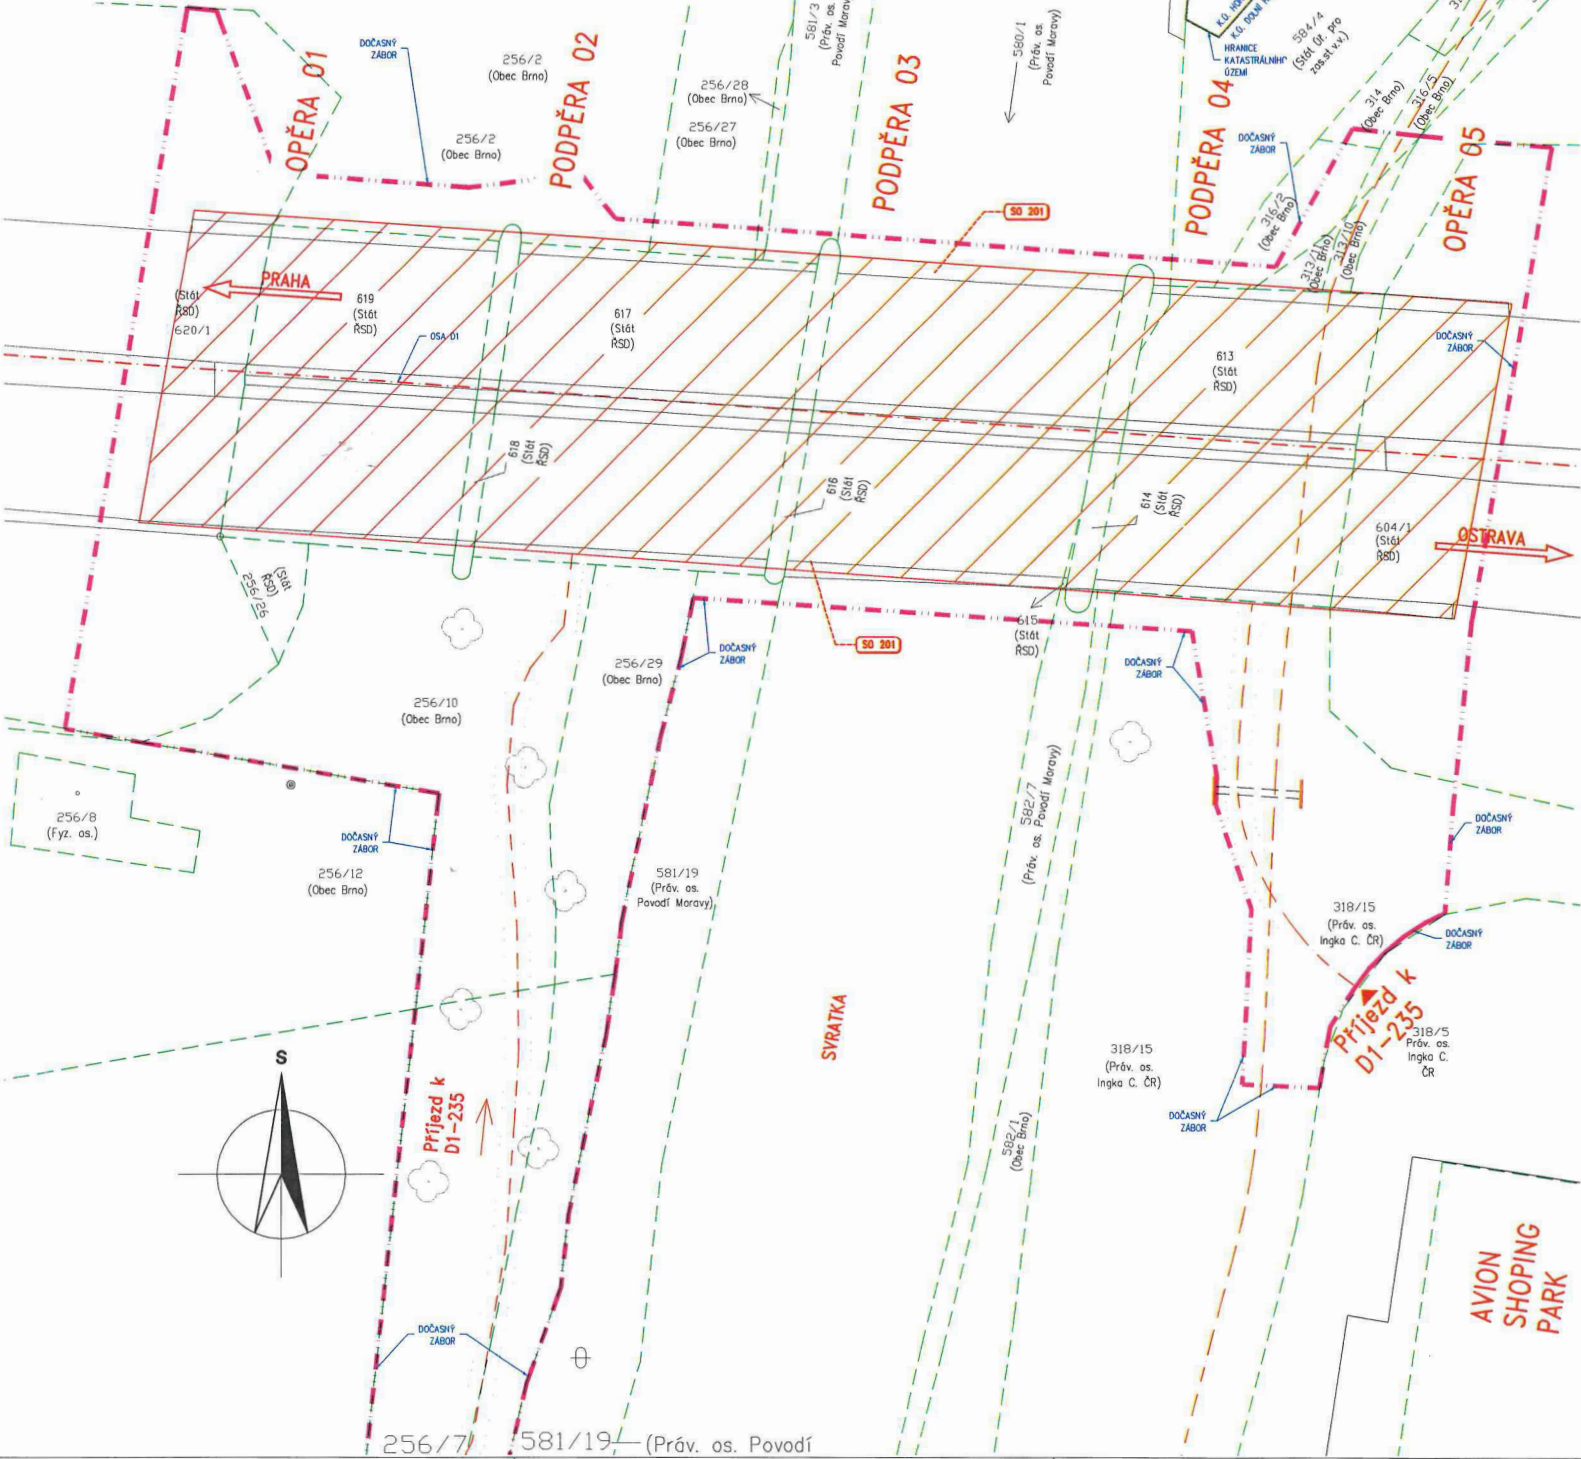 OPĚRA 01
DOČASNÝ
ZÁBOR
256/2
(Obec Brno)
256/2
(Obec Brno)
PODPĚRA 02
256/28
(Obec Brno)
256/27
(Obec Brno)
581/3
(Práv. os.
Povodí
PODPĚRA 03
580/1
(Práv. os.
Povodí Moravy)
HRANICE
KATASTRÁLNÍHO
ÚZEMÍ
K.Ú.
K.Ú. DOLNÍ
584/4
(Stát Úř. pro
zas.st v.v.)
314
(Obec Brno)
316/5
(Obec Brno)
PODPĚRA 04
DOČASNÝ
ZÁBOR
316/2
(Obec Brno)
313/11
(Obec Brno)
313/10
(Obec Brno)
OPĚRA 05
SO 201
PRAHA
(Stát
ŘSD)
620/1
619
(Stát
ŘSD)
OSA D1
617
(Stát
ŘSD)
613
(Stát
ŘSD)
DOČASNÝ
ZÁBOR
618
(Stát
ŘSD)
616
(Stát
ŘSD)
614
(Stát
ŘSD)
604/1
(Stát
ŘSD)
OSTRAVA
256/26
(Stát
ŘSD)
615
(Stát
ŘSD)
SO 201
256/29
(Obec Brno)
DOČASNÝ
ZÁBOR
DOČASNÝ
ZÁBOR
256/10
(Obec Brno)
256/8
(Fyz. os.)
DOČASNÝ
ZÁBOR
256/12
(Obec Brno)
581/19
(Práv. os.
Povodí Moravy)
582/7
(Práv. os. Povodí Moravy)
DOČASNÝ
ZÁBOR
318/15
(Práv. os.
Ingka C. ČR)
DOČASNÝ
ZÁBOR
Příjezd k
D1-235
318/5
Práv. os.
Ingka C.
ČR
SVRATKA
318/15
(Práv. os.
Ingka C. ČR)
DOČASNÝ
ZÁBOR
582/1
(Obec Brno)
S
Příjezd k
D1-235
DOČASNÝ
ZÁBOR
AVION
SHOPING
PARK
256/7
581/19 (Práv. os. Povodí